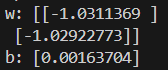 w: [[-1.0311369 ]
[-1.02922773]]
b: [0.00163704]